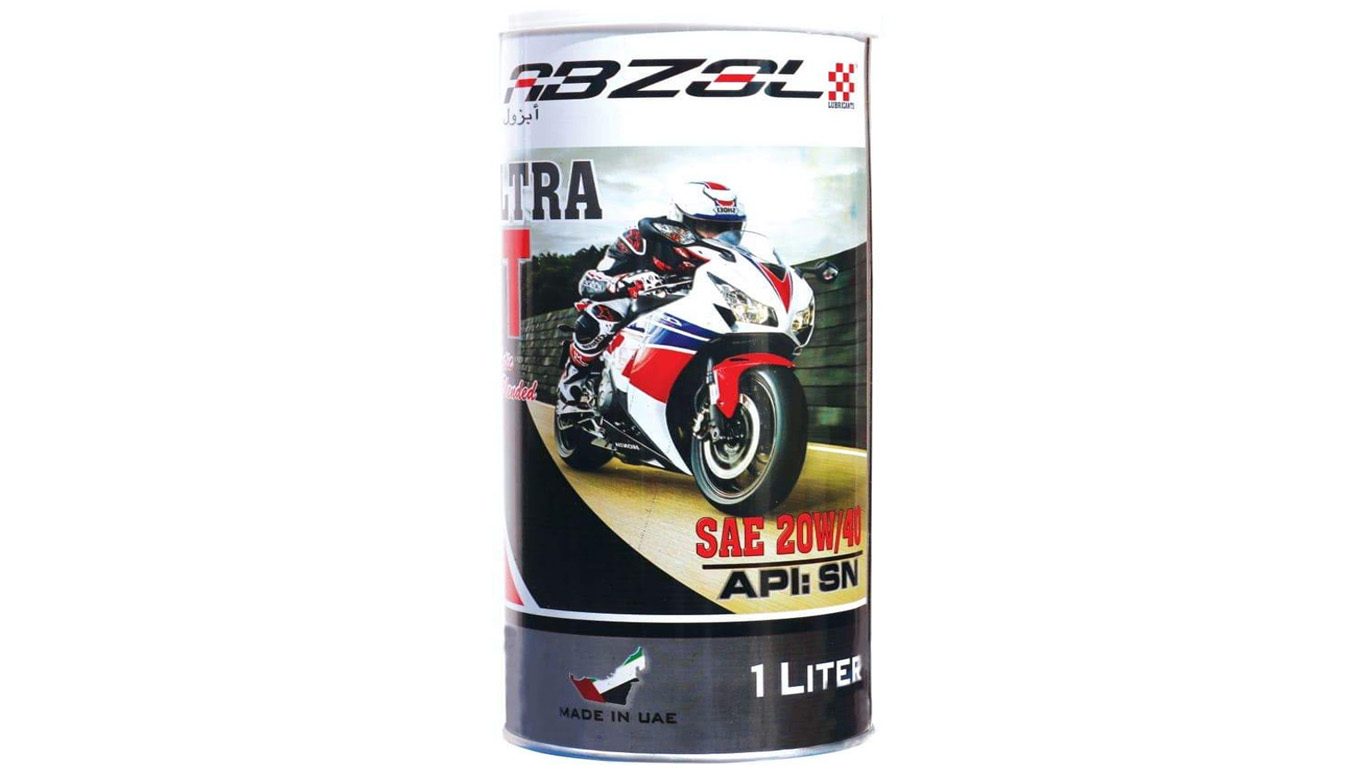 ABZOL
LUBRICANTS
أبزول
LTRA
T
SAE 20W/40
API: SN
1 LITER
MADE IN UAE